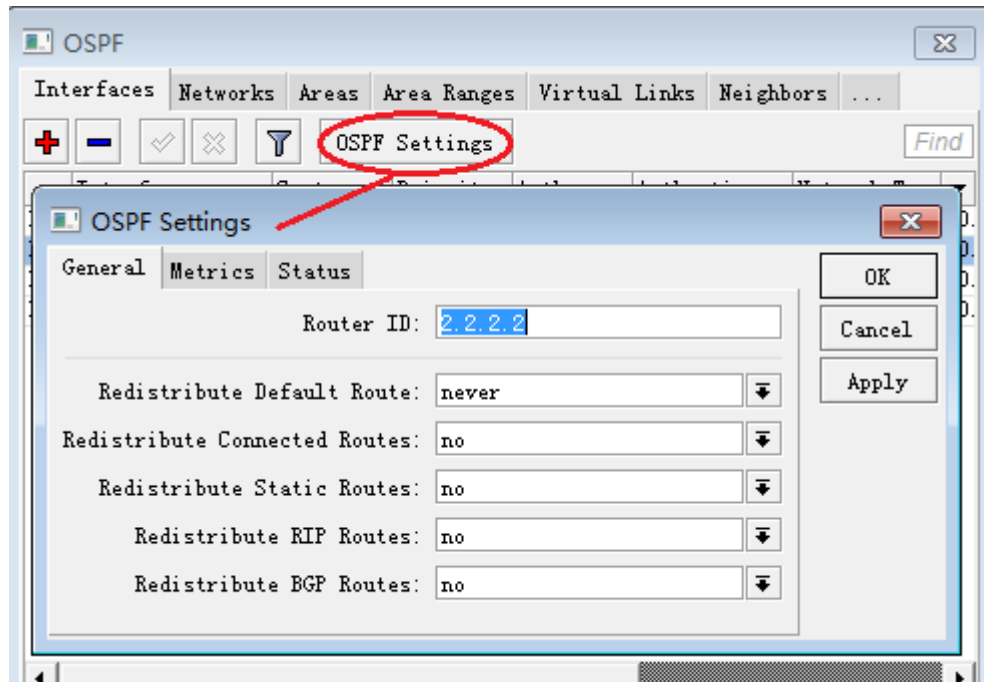 OSPF
Interfaces Networks Areas Area Ranges Virtual Links Neighbors ...
OSPF Settings Find
OSPF Settings
General Metrics Status
OK
Router ID: 2.2.2.2
Cancel
Redistribute Default Route: never
Apply
Redistribute Connected Routes: no
Redistribute Static Routes: no
Redistribute RIP Routes: no
Redistribute BGP Routes: no